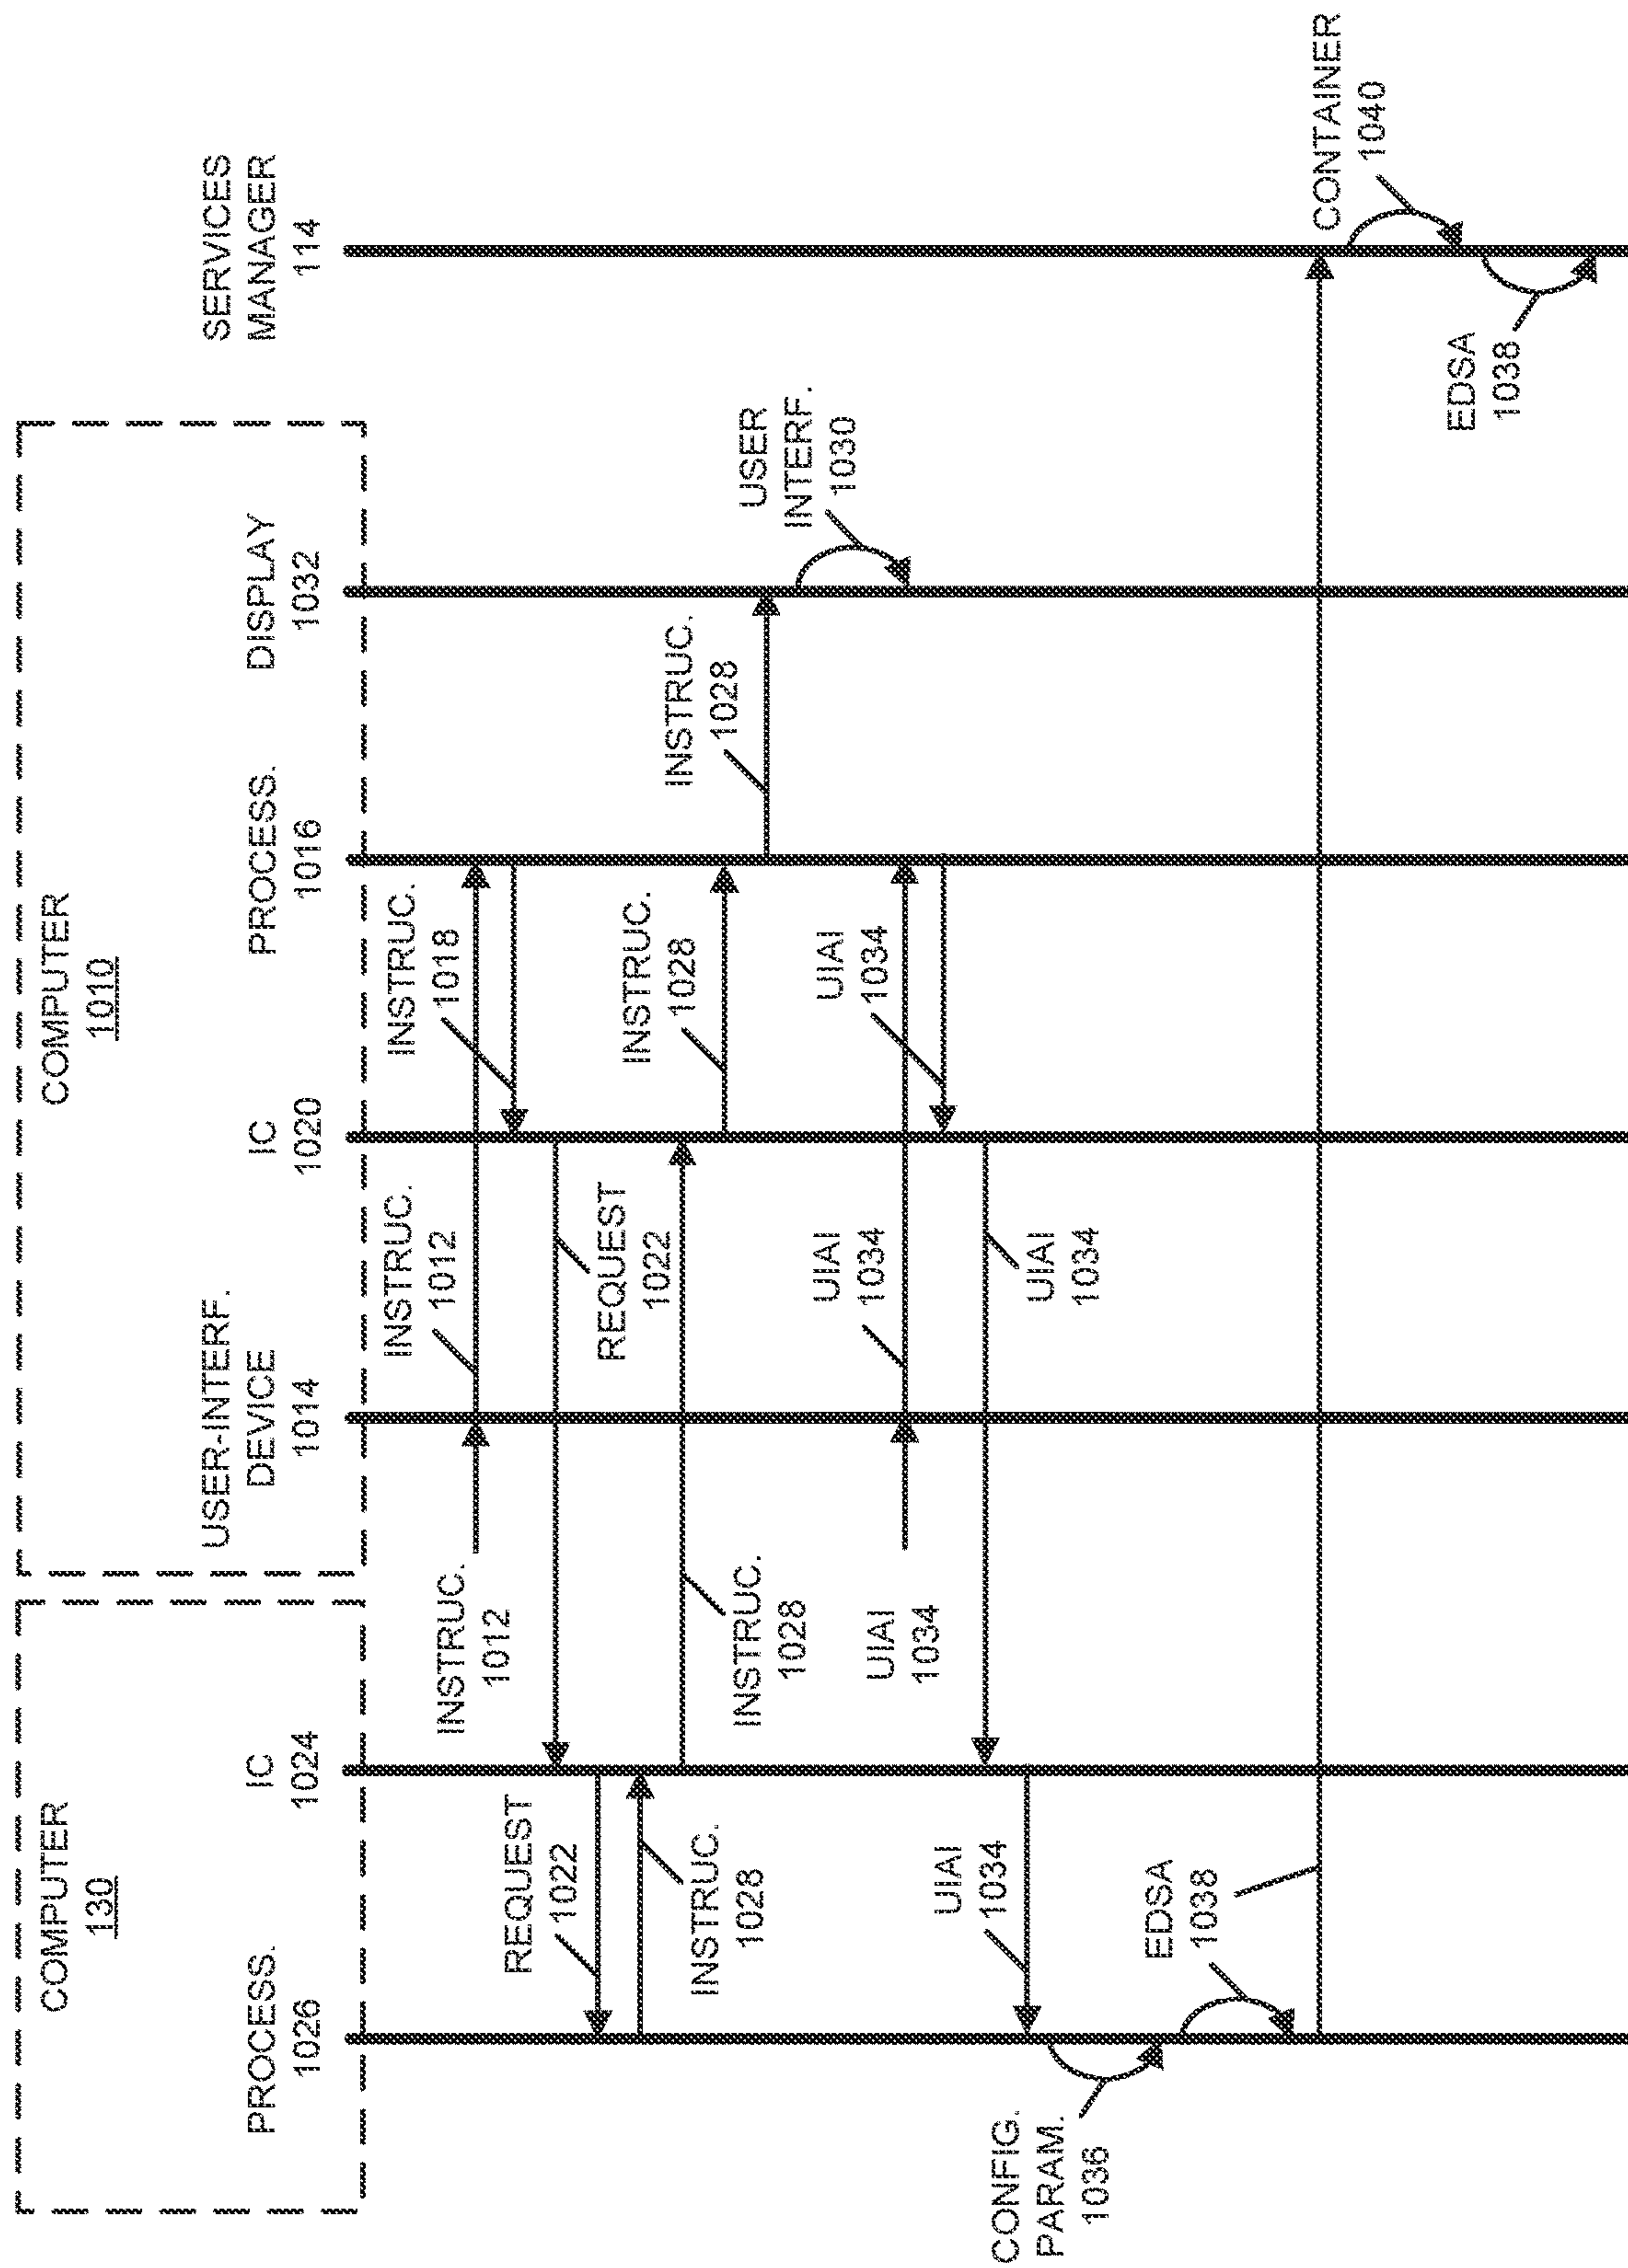 COMPUTER
130
COMPUTER
1010
PROCESS.
1026
IC
1024
USER-INTERF.
DEVICE
1014
IC
1020
PROCESS.
1016
DISPLAY
1032
SERVICES
MANAGER
114
INSTRUC.
1012
INSTRUC.
1012
INSTRUC.
1018
REQUEST
1022
REQUEST
1022
INSTRUC.
1028
INSTRUC.
1028
INSTRUC.
1028
INSTRUC.
1028
USER
INTERF.
1030
UIAI
1034
UIAI
1034
UIAI
1034
UIAI
1034
UIAI
1034
CONFIG.
PARAM.
1036
EDSA
1038
CONTAINER
1040
EDSA
1038